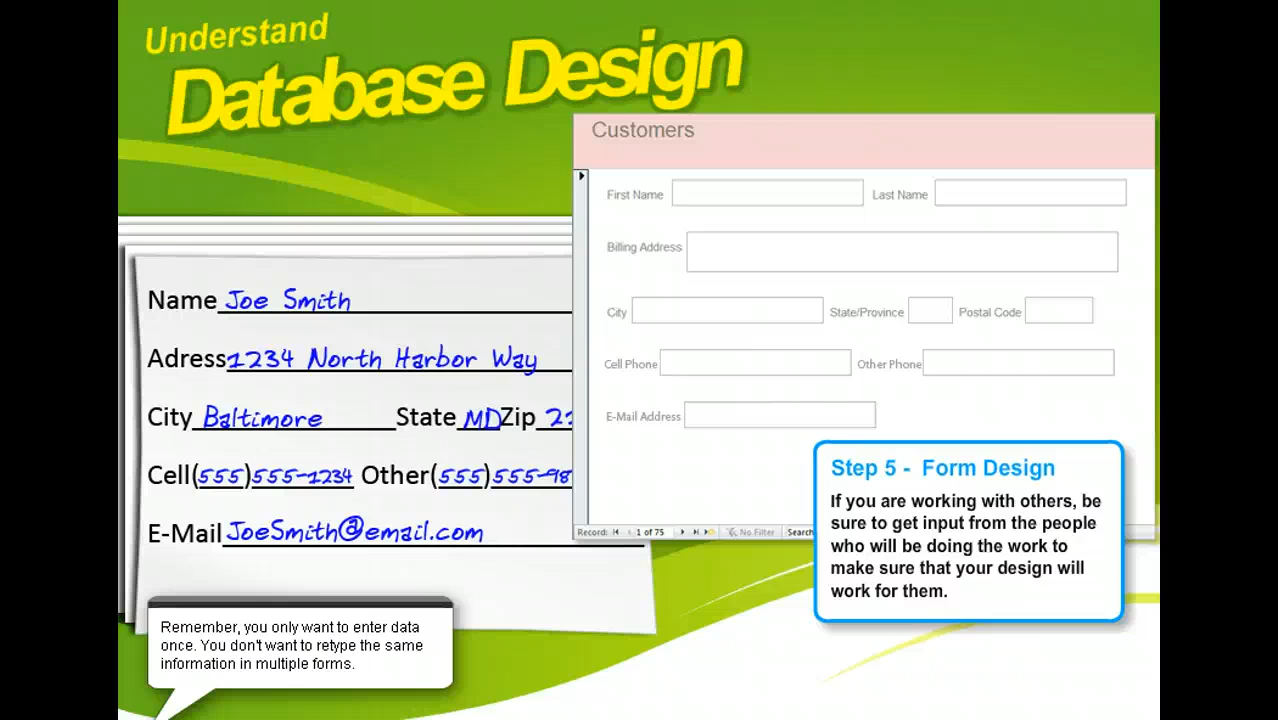 Understand
Database Design
Customers
First Name Last Name
Billing Address
City State/Province Postal Code
Cell Phone Other Phone
E-Mail Address
Record: 1 of 75 No Filter Search
Name Joe Smith
Adress 1234 North Harbor Way
City Baltimore State MD Zip
Cell (555)555-1234 Other (555)555-98
E-Mail JoeSmith@email.com
Step 5 - Form Design
If you are working with others, be
sure to get input from the people
who will be doing the work to
make sure that your design will
work for them.
Remember, you only want to enter data
once. You don't want to retype the same
information in multiple forms.